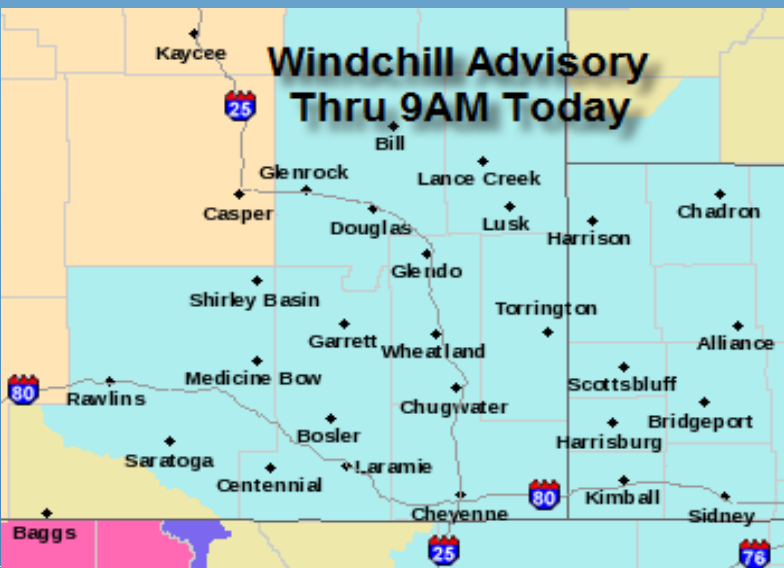 Windchill Advisory
Thru 9AM Today
Kaycee
25
Bill
Glenrock
Lance Creek
Casper
Douglas
Lusk
Harrison
Chadron
Glendo
Shirley Basin
Torrington
Garrett
Wheatland
Alliance
Medicine Bow
Scottsbluff
80
Rawlins
Chugwater
Bridgeport
Bosler
Harrisburg
Saratoga
Laramie
Centennial
80
Kimball
Cheyenne
Sidney
Baggs
25
76